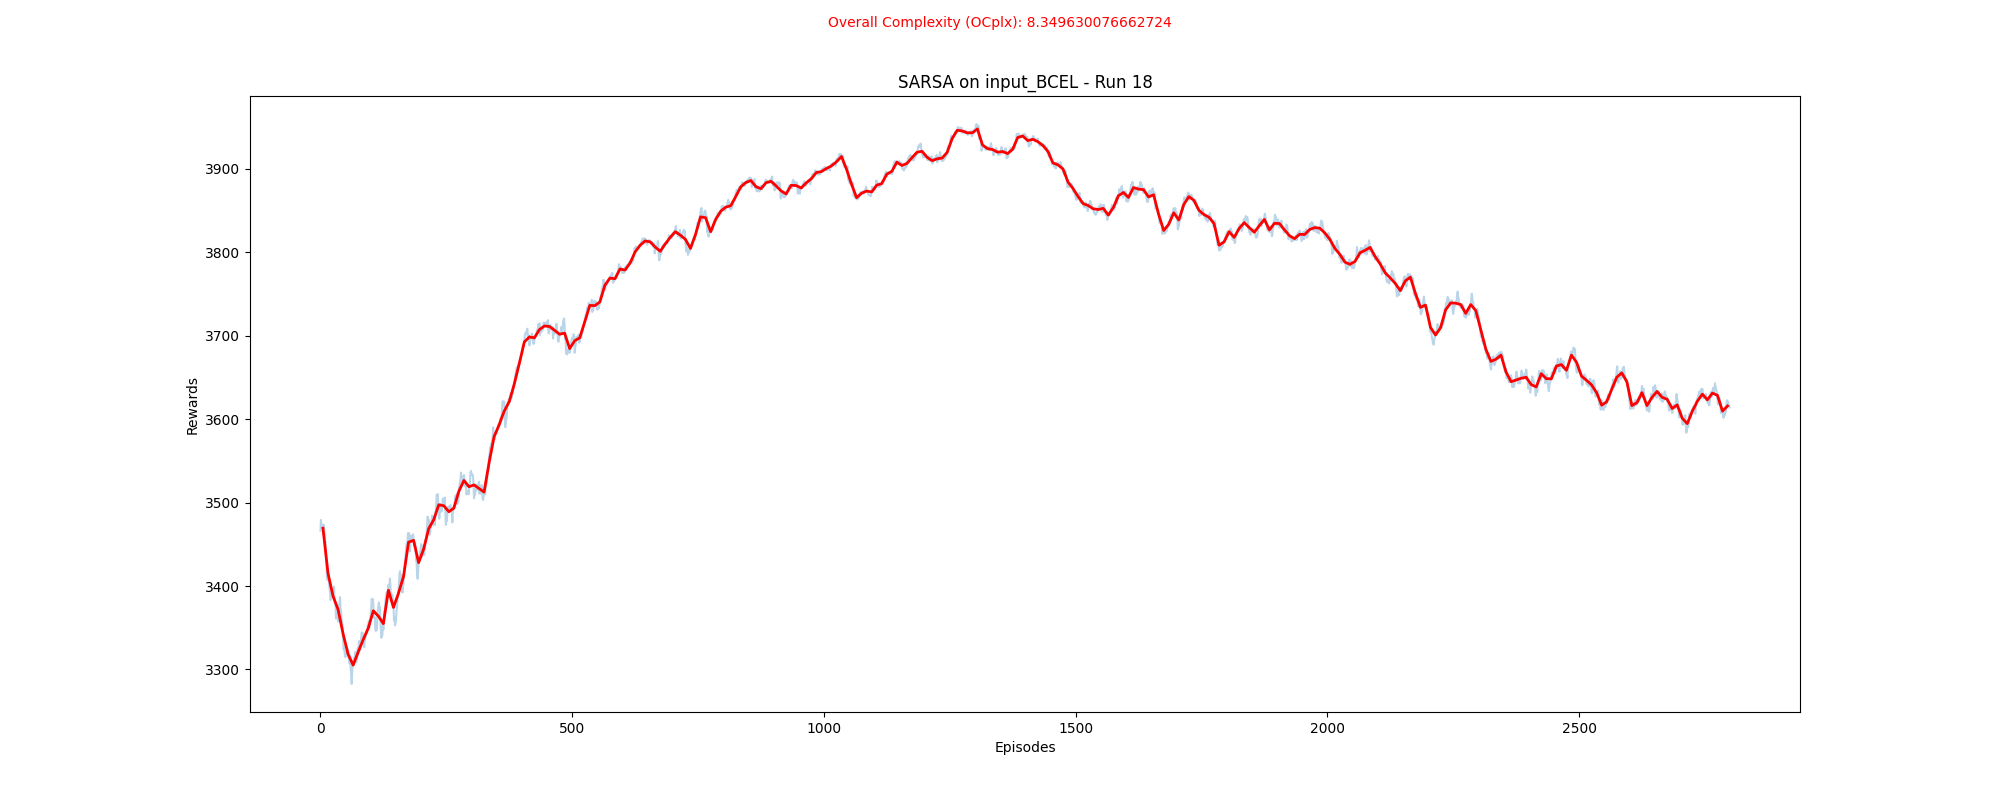 Overall Complexity (OCplx): 8.349630076662724
SARSA on input_BCEL - Run 18
3900
3800
3700
3600
3500
3400
3300
Rewards
0 500 1000 1500 2000 2500
Episodes